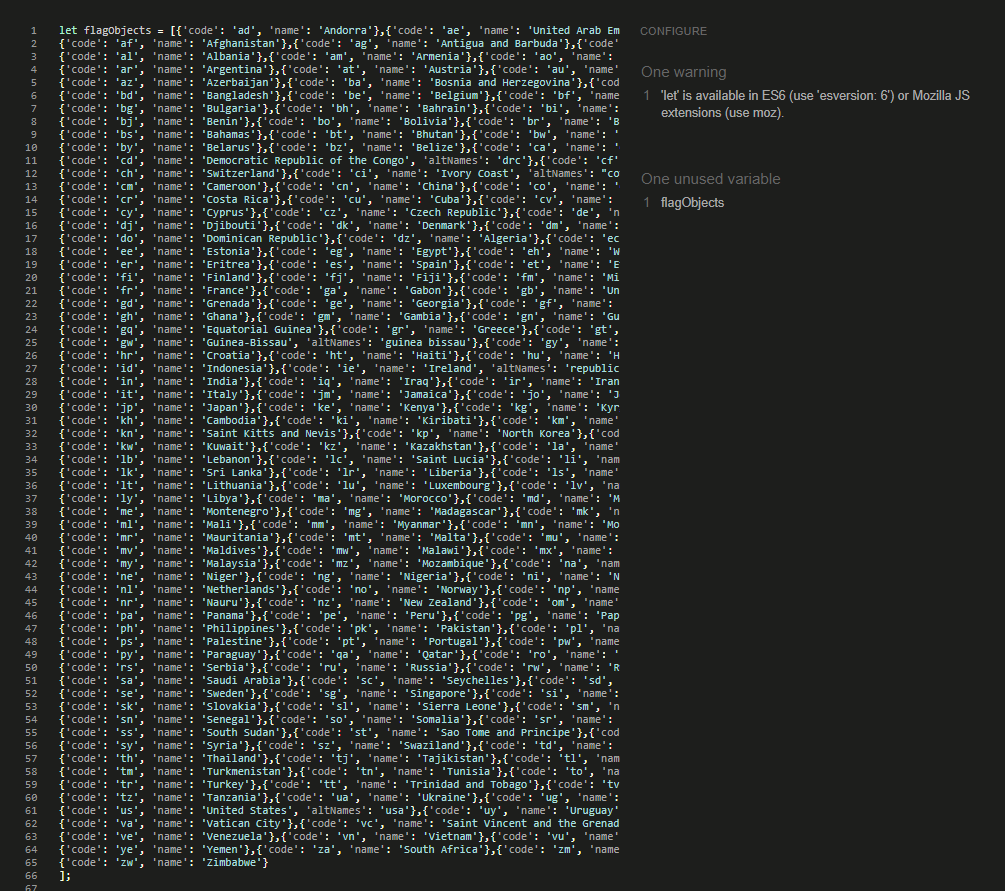 CONFIGURE
One warning
1 'let' is available in ES6 (use 'esversion: 6') or Mozilla JS
extensions (use moz).
One unused variable
1 flagObjects
1 let flagObjects = [{'code': 'ad', 'name': 'Andorra'},{'code': 'ae', 'name': 'United Arab Em
2 {'code': 'af', 'name': 'Afghanistan'},{'code': 'ag', 'name': 'Antigua and Barbuda'},{'code'
3 {'code': 'al', 'name': 'Albania'},{'code': 'am', 'name': 'Armenia'},{'code': 'ao', 'name':
4 {'code': 'ar', 'name': 'Argentina'},{'code': 'at', 'name': 'Austria'},{'code': 'au', 'name'
5 {'code': 'az', 'name': 'Azerbaijan'},{'code': 'ba', 'name': 'Bosnia and Herzegovina'},{'cod
6 {'code': 'bd', 'name': 'Bangladesh'},{'code': 'be', 'name': 'Belgium'},{'code': 'bf', 'name
7 {'code': 'bg', 'name': 'Bulgaria'},{'code': 'bh', 'name': 'Bahrain'},{'code': 'bi', 'name':
8 {'code': 'bj', 'name': 'Benin'},{'code': 'bo', 'name': 'Bolivia'},{'code': 'br', 'name': 'B
9 {'code': 'bs', 'name': 'Bahamas'},{'code': 'bt', 'name': 'Bhutan'},{'code': 'bw', 'name': '
10 {'code': 'by', 'name': 'Belarus'},{'code': 'bz', 'name': 'Belize'},{'code': 'ca', 'name': '
11 {'code': 'cd', 'name': 'Democratic Republic of the Congo', 'altNames': 'drc'},{'code': 'cf'
12 {'code': 'ch', 'name': 'Switzerland'},{'code': 'ci', 'name': 'Ivory Coast', 'altNames': "co
13 {'code': 'cm', 'name': 'Cameroon'},{'code': 'cn', 'name': 'China'},{'code': 'co', 'name': '
14 {'code': 'cr', 'name': 'Costa Rica'},{'code': 'cu', 'name': 'Cuba'},{'code': 'cv', 'name':
15 {'code': 'cy', 'name': 'Cyprus'},{'code': 'cz', 'name': 'Czech Republic'},{'code': 'de', 'n
16 {'code': 'dj', 'name': 'Djibouti'},{'code': 'dk', 'name': 'Denmark'},{'code': 'dm', 'name':
17 {'code': 'do', 'name': 'Dominican Republic'},{'code': 'dz', 'name': 'Algeria'},{'code': 'ec
18 {'code': 'ee', 'name': 'Estonia'},{'code': 'eg', 'name': 'Egypt'},{'code': 'eh', 'name': 'W
19 {'code': 'er', 'name': 'Eritrea'},{'code': 'es', 'name': 'Spain'},{'code': 'et', 'name': 'E
20 {'code': 'fi', 'name': 'Finland'},{'code': 'fj', 'name': 'Fiji'},{'code': 'fm', 'name': 'Mi
21 {'code': 'fr', 'name': 'France'},{'code': 'ga', 'name': 'Gabon'},{'code': 'gb', 'name': 'Un
22 {'code': 'gd', 'name': 'Grenada'},{'code': 'ge', 'name': 'Georgia'},{'code': 'gf', 'name':
23 {'code': 'gh', 'name': 'Ghana'},{'code': 'gm', 'name': 'Gambia'},{'code': 'gn', 'name': 'Gu
24 {'code': 'gq', 'name': 'Equatorial Guinea'},{'code': 'gr', 'name': 'Greece'},{'code': 'gt',
25 {'code': 'gw', 'name': 'Guinea-Bissau', 'altNames': 'guinea bissau'},{'code': 'gy', 'name':
26 {'code': 'hr', 'name': 'Croatia'},{'code': 'ht', 'name': 'Haiti'},{'code': 'hu', 'name': 'H
27 {'code': 'id', 'name': 'Indonesia'},{'code': 'ie', 'name': 'Ireland', 'altNames': 'republic
28 {'code': 'in', 'name': 'India'},{'code': 'iq', 'name': 'Iraq'},{'code': 'ir', 'name': 'Iran
29 {'code': 'it', 'name': 'Italy'},{'code': 'jm', 'name': 'Jamaica'},{'code': 'jo', 'name': 'J
30 {'code': 'jp', 'name': 'Japan'},{'code': 'ke', 'name': 'Kenya'},{'code': 'kg', 'name': 'Kyr
31 {'code': 'kh', 'name': 'Cambodia'},{'code': 'ki', 'name': 'Kiribati'},{'code': 'km', 'name':
32 {'code': 'kn', 'name': 'Saint Kitts and Nevis'},{'code': 'kp', 'name': 'North Korea'},{'cod
33 {'code': 'kw', 'name': 'Kuwait'},{'code': 'kz', 'name': 'Kazakhstan'},{'code': 'la', 'name'
34 {'code': 'lb', 'name': 'Lebanon'},{'code': 'lc', 'name': 'Saint Lucia'},{'code': 'li', 'nam
35 {'code': 'lk', 'name': 'Sri Lanka'},{'code': 'lr', 'name': 'Liberia'},{'code': 'ls', 'name'
36 {'code': 'lt', 'name': 'Lithuania'},{'code': 'lu', 'name': 'Luxembourg'},{'code': 'lv', 'na
37 {'code': 'ly', 'name': 'Libya'},{'code': 'ma', 'name': 'Morocco'},{'code': 'md', 'name': 'M
38 {'code': 'me', 'name': 'Montenegro'},{'code': 'mg', 'name': 'Madagascar'},{'code': 'mk', 'n
39 {'code': 'ml', 'name': 'Mali'},{'code': 'mm', 'name': 'Myanmar'},{'code': 'mn', 'name': 'Mo
40 {'code': 'mr', 'name': 'Mauritania'},{'code': 'mt', 'name': 'Malta'},{'code': 'mu', 'name':
41 {'code': 'mv', 'name': 'Maldives'},{'code': 'mw', 'name': 'Malawi'},{'code': 'mx', 'name':
42 {'code': 'my', 'name': 'Malaysia'},{'code': 'mz', 'name': 'Mozambique'},{'code': 'na', 'nam
43 {'code': 'ne', 'name': 'Niger'},{'code': 'ng', 'name': 'Nigeria'},{'code': 'ni', 'name': 'N
44 {'code': 'nl', 'name': 'Netherlands'},{'code': 'no', 'name': 'Norway'},{'code': 'np', 'name
45 {'code': 'nr', 'name': 'Nauru'},{'code': 'nz', 'name': 'New Zealand'},{'code': 'om', 'name'
46 {'code': 'pa', 'name': 'Panama'},{'code': 'pe', 'name': 'Peru'},{'code': 'pg', 'name': 'Pap
47 {'code': 'ph', 'name': 'Philippines'},{'code': 'pk', 'name': 'Pakistan'},{'code': 'pl', 'na
48 {'code': 'ps', 'name': 'Palestine'},{'code': 'pt', 'name': 'Portugal'},{'code': 'pw', 'name
49 {'code': 'py', 'name': 'Paraguay'},{'code': 'qa', 'name': 'Qatar'},{'code': 'ro', 'name': '
50 {'code': 'rs', 'name': 'Serbia'},{'code': 'ru', 'name': 'Russia'},{'code': 'rw', 'name': 'R
51 {'code': 'sa', 'name': 'Saudi Arabia'},{'code': 'sc', 'name': 'Seychelles'},{'code': 'sd',
52 {'code': 'se', 'name': 'Sweden'},{'code': 'sg', 'name': 'Singapore'},{'code': 'si', 'name':
53 {'code': 'sk', 'name': 'Slovakia'},{'code': 'sl', 'name': 'Sierra Leone'},{'code': 'sm', 'n
54 {'code': 'sn', 'name': 'Senegal'},{'code': 'so', 'name': 'Somalia'},{'code': 'sr', 'name':
55 {'code': 'ss', 'name': 'South Sudan'},{'code': 'st', 'name': 'Sao Tome and Principe'},{'cod
56 {'code': 'sy', 'name': 'Syria'},{'code': 'sz', 'name': 'Swaziland'},{'code': 'td', 'name':
57 {'code': 'th', 'name': 'Thailand'},{'code': 'tj', 'name': 'Tajikistan'},{'code': 'tl', 'nam
58 {'code': 'tm', 'name': 'Turkmenistan'},{'code': 'tn', 'name': 'Tunisia'},{'code': 'to', 'na
59 {'code': 'tr', 'name': 'Turkey'},{'code': 'tt', 'name': 'Trinidad and Tobago'},{'code': 'tv
60 {'code': 'tz', 'name': 'Tanzania'},{'code': 'ua', 'name': 'Ukraine'},{'code': 'ug', 'name':
61 {'code': 'us', 'name': 'United States', 'altNames': 'usa'},{'code': 'uy', 'name': 'Uruguay'
62 {'code': 'va', 'name': 'Vatican City'},{'code': 'vc', 'name': 'Saint Vincent and the Grenad
63 {'code': 've', 'name': 'Venezuela'},{'code': 'vn', 'name': 'Vietnam'},{'code': 'vu', 'name'
64 {'code': 'ye', 'name': 'Yemen'},{'code': 'za', 'name': 'South Africa'},{'code': 'zm', 'name
65 {'code': 'zw', 'name': 'Zimbabwe'}
66 ];
67